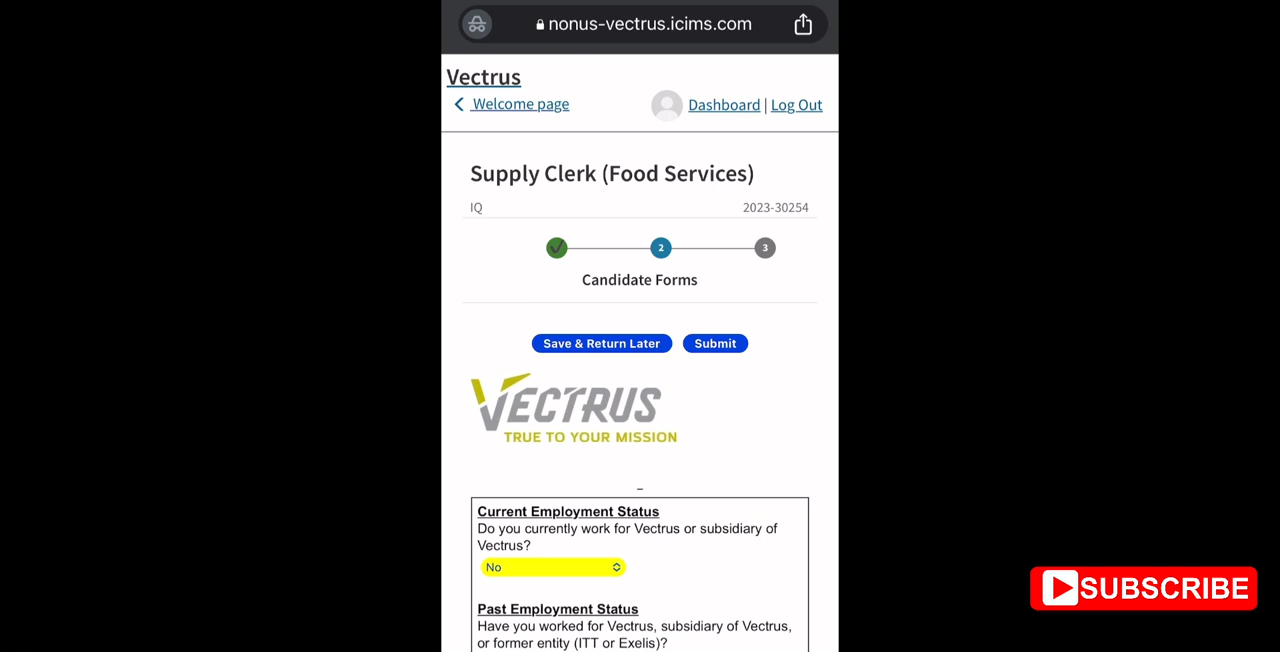 nonus-vectrus.icims.com
Vectrus
Welcome page
Dashboard | Log Out
Supply Clerk (Food Services)
IQ 2023-30254
2 3
Candidate Forms
Save & Return Later Submit
VECTRUS
TRUE TO YOUR MISSION
–
Current Employment Status
Do you currently work for Vectrus or subsidiary of
Vectrus?
No
Past Employment Status
Have you worked for Vectrus, subsidiary of Vectrus,
or former entity (ITT or Exelis)?
SUBSCRIBE